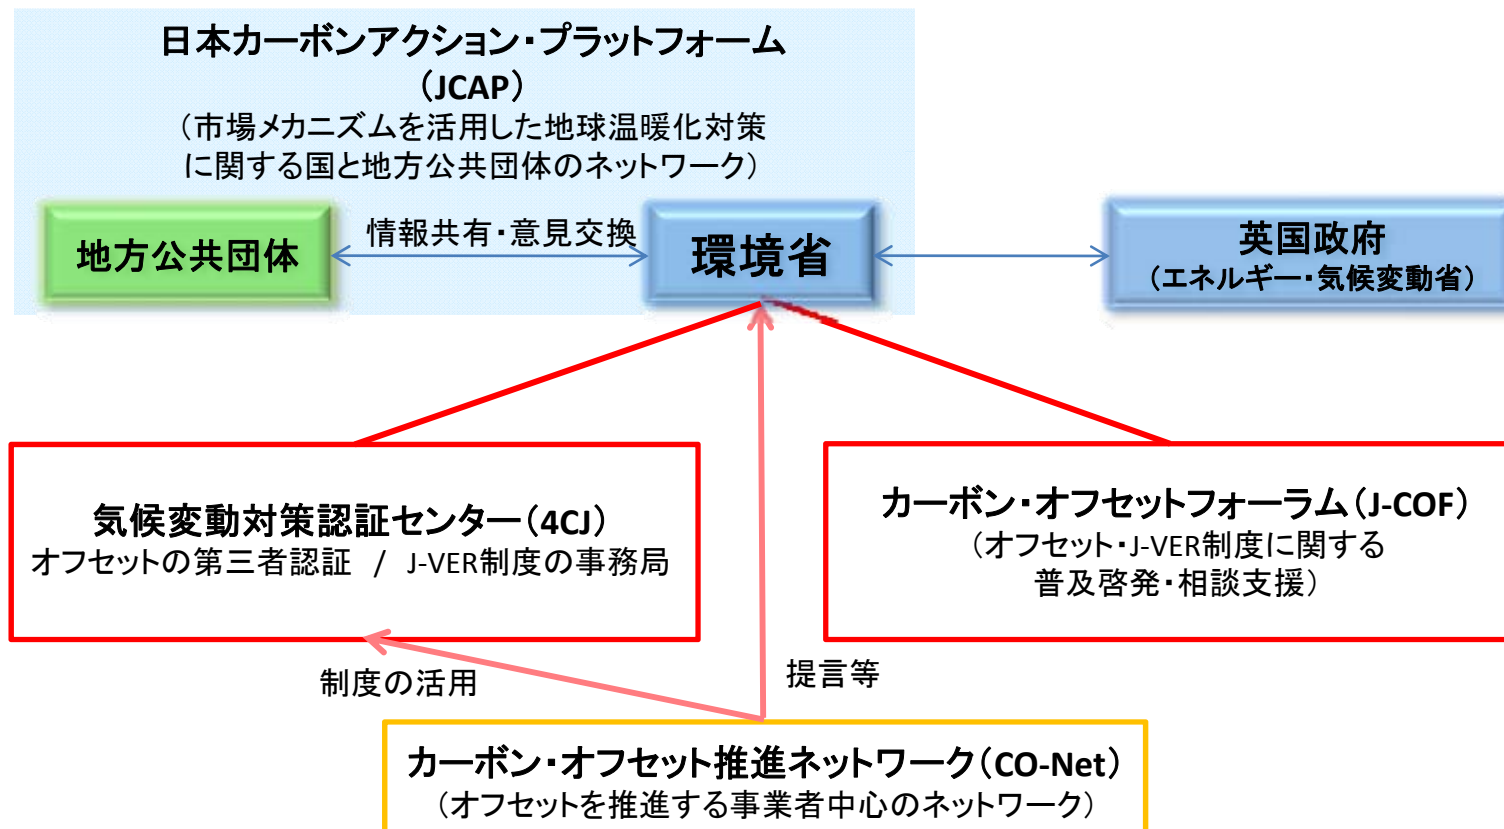 日本カーボンアクション・プラットフォーム
（JCAP）
（市場メカニズムを活用した地球温暖化対策
に関する国と地方公共団体のネットワーク）
地方公共団体
情報共有・意見交換
環境省
英国政府
（エネルギー・気候変動省）
気候変動対策認証センター（4CJ）
オフセットの第三者認証 / J-VER制度の事務局
カーボン・オフセットフォーラム（J-COF）
（オフセット・J-VER制度に関する
普及啓発・相談支援）
制度の活用
提言等
カーボン・オフセット推進ネットワーク（CO-Net）
（オフセットを推進する事業者中心のネットワーク）